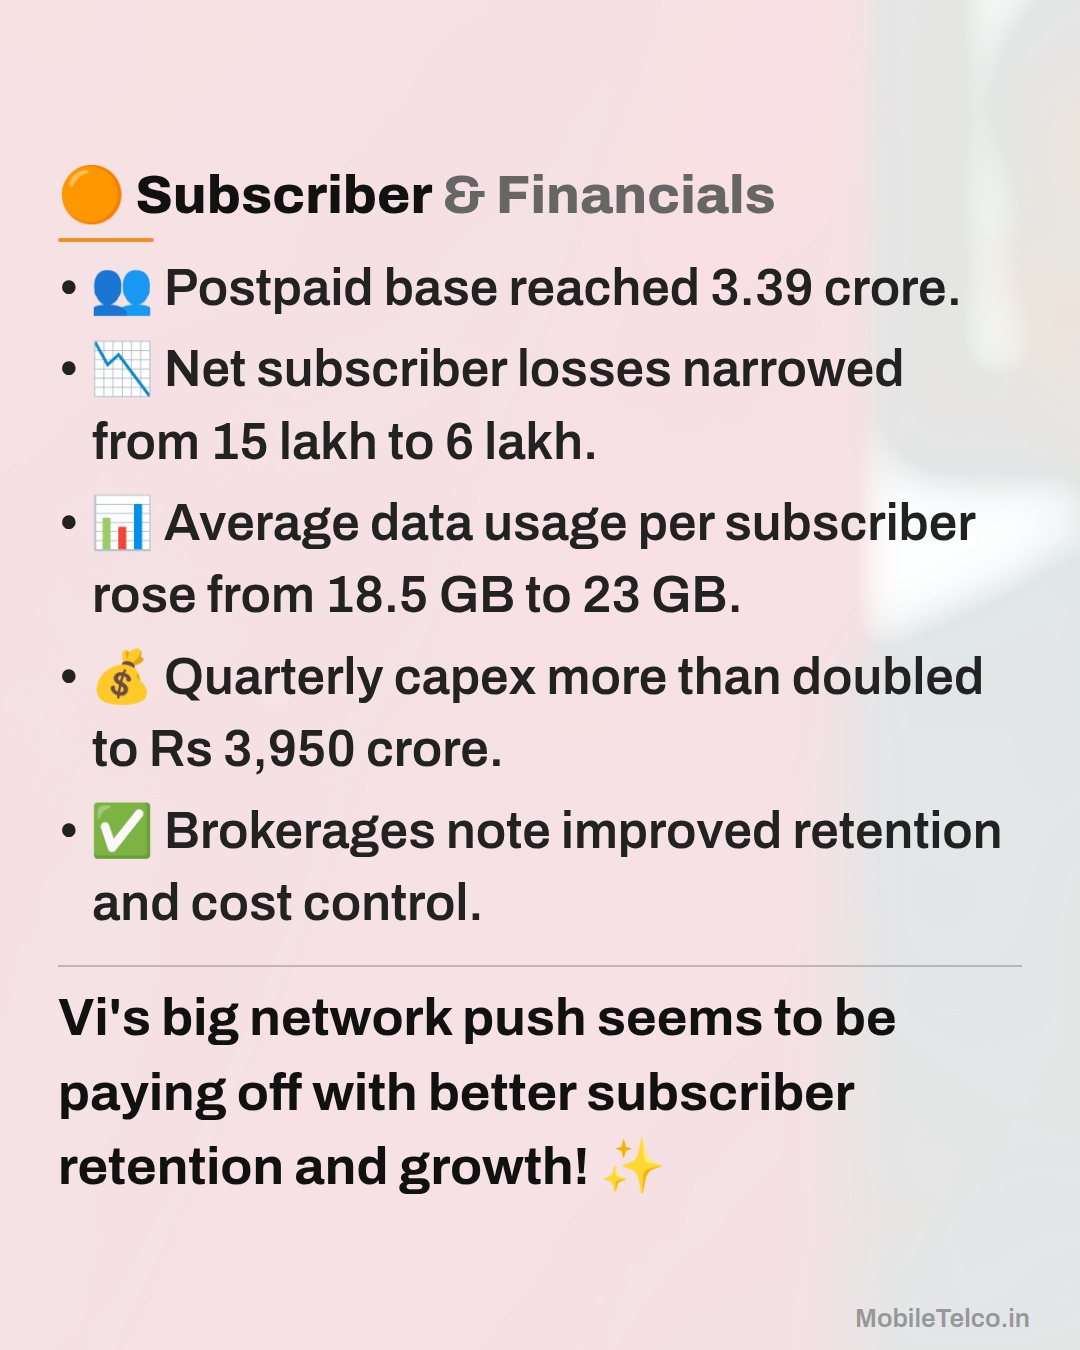 🟠 Subscriber & Financials
• 👥 Postpaid base reached 3.39 crore.
• 📉 Net subscriber losses narrowed
from 15 lakh to 6 lakh.
• 📊 Average data usage per subscriber
rose from 18.5 GB to 23 GB.
• 💰 Quarterly capex more than doubled
to Rs 3,950 crore.
• ✅ Brokerages note improved retention
and cost control.
Vi's big network push seems to be
paying off with better subscriber
retention and growth! ✨
MobileTelco.in